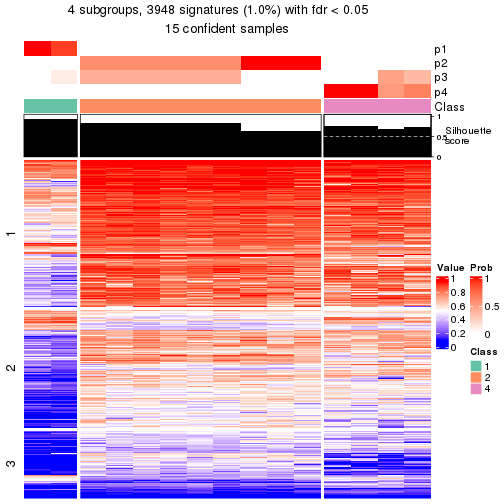 4 subgroups, 3948 signatures (1.0%) with fdr < 0.05
15 confident samples
p1
p2
p3
p4
Class
1
0.5
0
Silhouette
score
1
2
3
Value Prob
1 1
0.8
0.6 0.5
0.4
0.2
0 0
Class
1
2
4